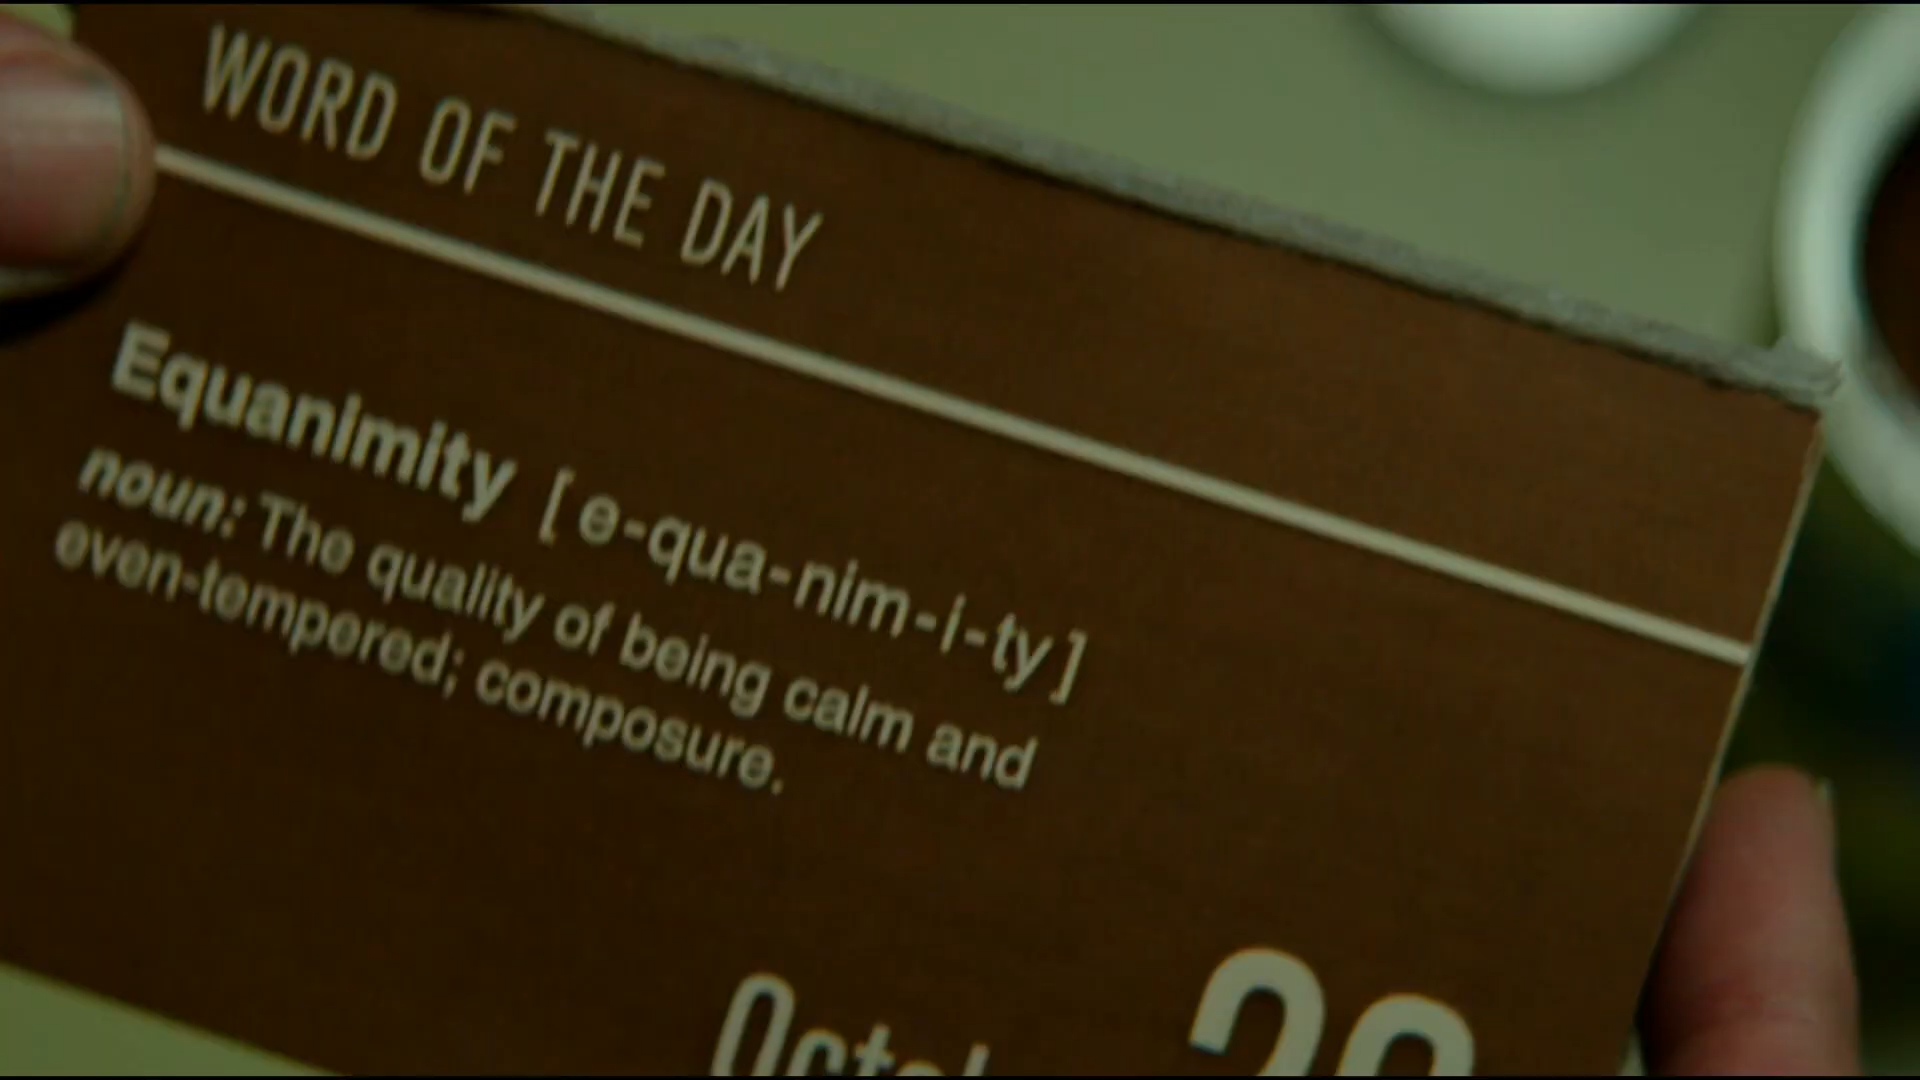 WORD OF THE DAY
Equanimity [e-qua-nim-i-ty]
noun: The quality of being calm and
even-tempered; composure.